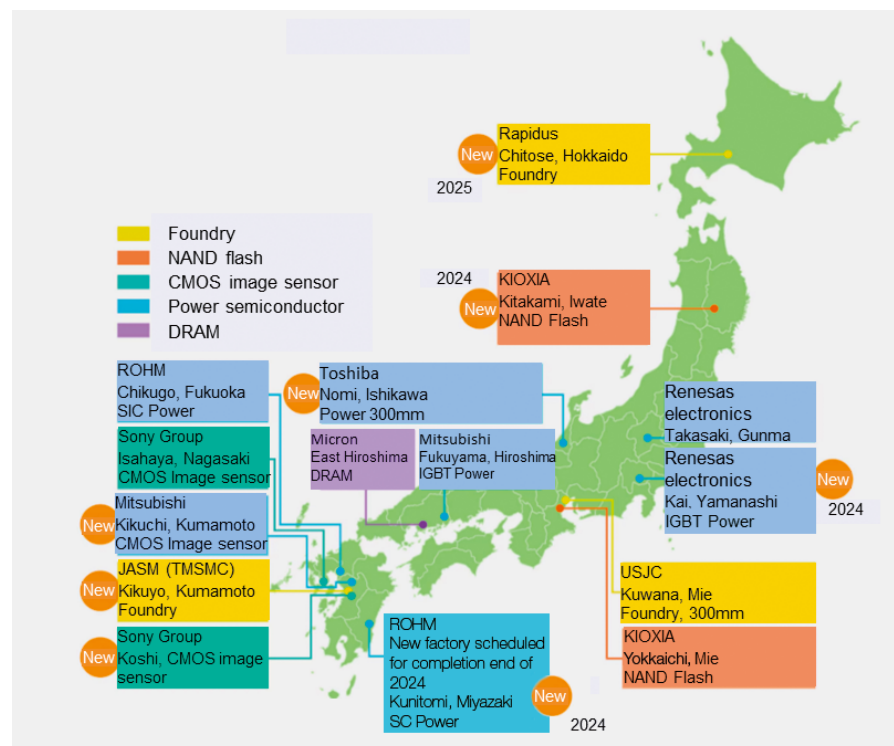 Rapidus
New
Chitose, Hokkaido
Foundry
2025
Foundry
NAND flash
CMOS image sensor
Power semiconductor
DRAM
2024
KIOXIA
New
Kitakami, Iwate
NAND Flash
ROHM
Chikugo, Fukuoka
SIC Power
New
Toshiba
Nomi, Ishikawa
Power 300mm
Renesas
electronics
Takasaki, Gunma
Sony Group
Isahaya, Nagasaki
CMOS Image sensor
Micron
East Hiroshima
DRAM
Mitsubishi
Fukuyama, Hiroshima
IGBT Power
Renesas
electronics
Kai, Yamanashi
IGBT Power
New
2024
Mitsubishi
New
Kikuchi, Kumamoto
CMOS Image sensor
JASM (TMSMC)
New
Kikuyo, Kumamoto
Foundry
USJC
Kuwana, Mie
Foundry, 300mm
Sony Group
New
Koshi, CMOS image
sensor
ROHM
New factory scheduled
for completion end of
2024
Kunitomi, Miyazaki
SC Power
New
2024
KIOXIA
Yokkaichi, Mie
NAND Flash